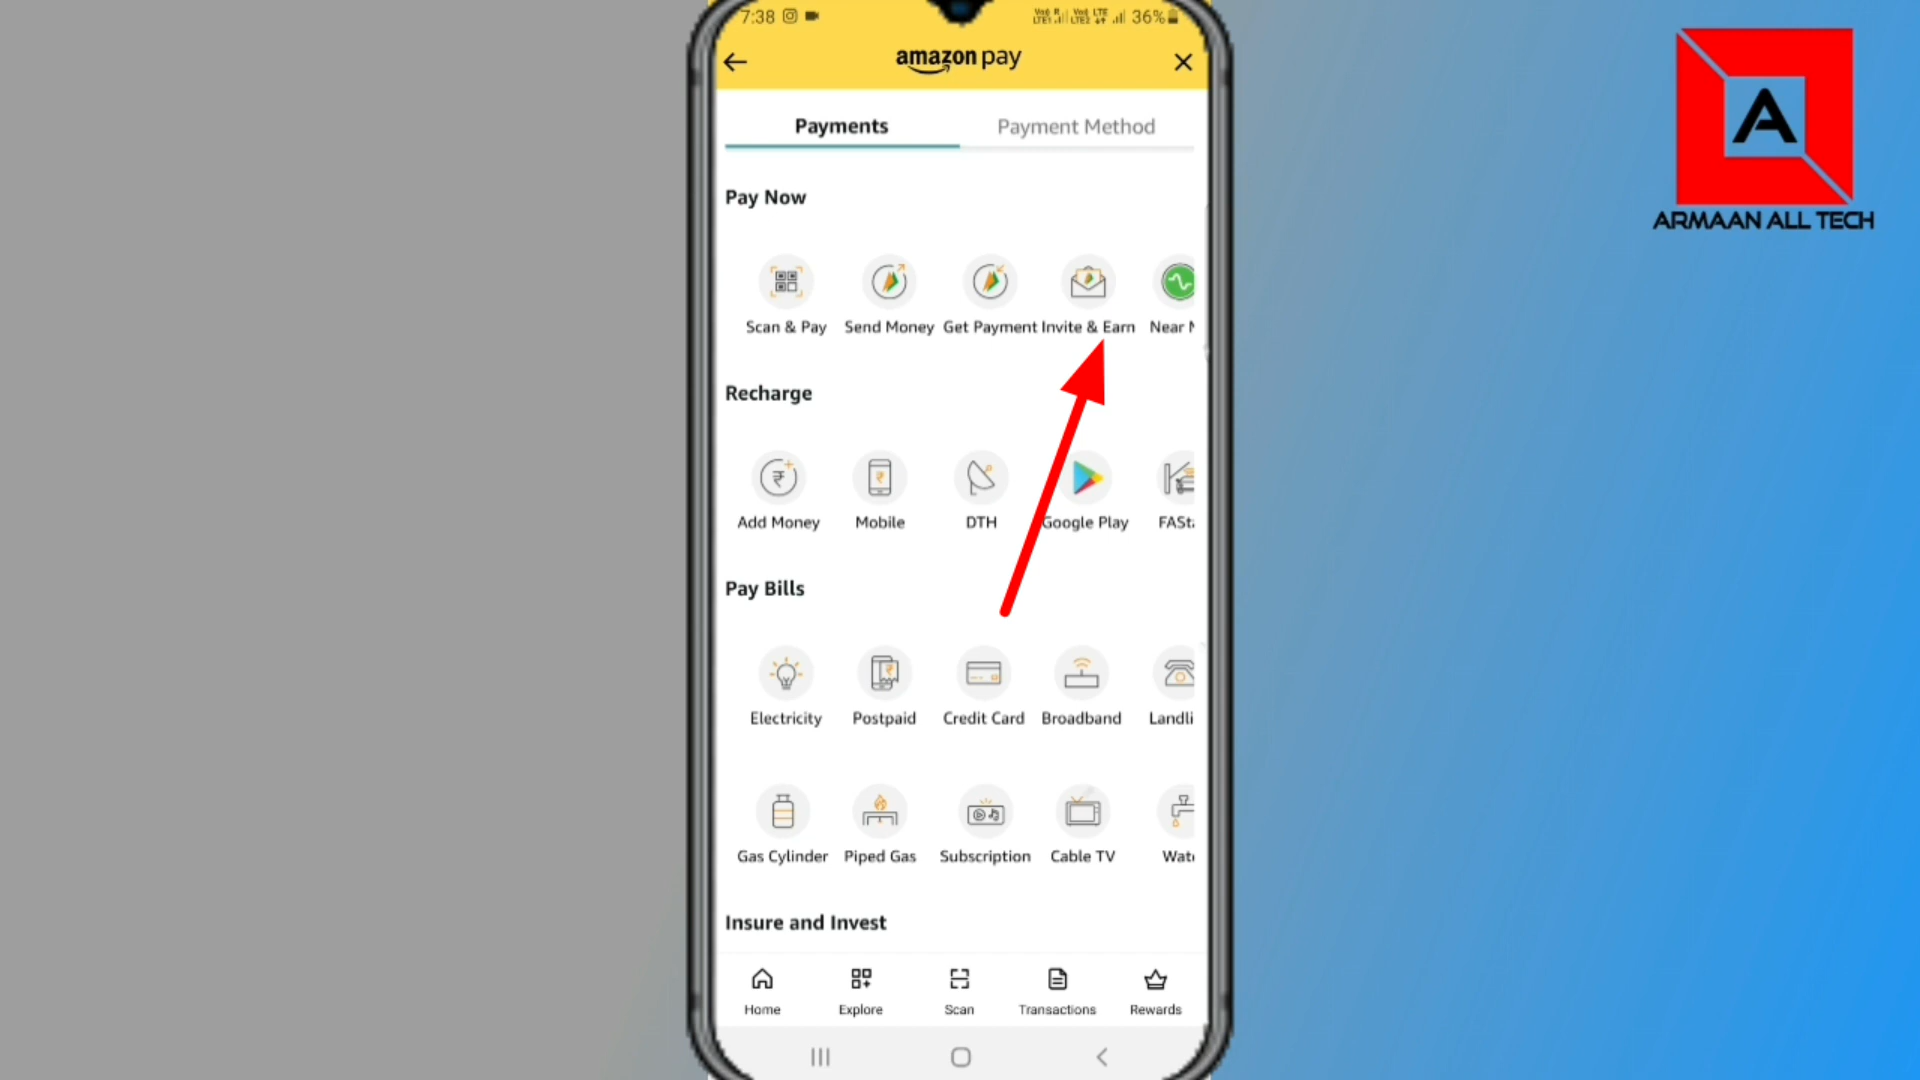 7:38
36%
amazon pay
A
ARMAAN ALL TECH
Payments Payment Method
Pay Now
Scan & Pay Send Money Get Payment Invite & Earn Near
Recharge
Add Money Mobile DTH Google Play FASt
Pay Bills
Electricity Postpaid Credit Card Broadband Landli
Gas Cylinder Piped Gas Subscription Cable TV Wat
Insure and Invest
Home Explore Scan Transactions Rewards